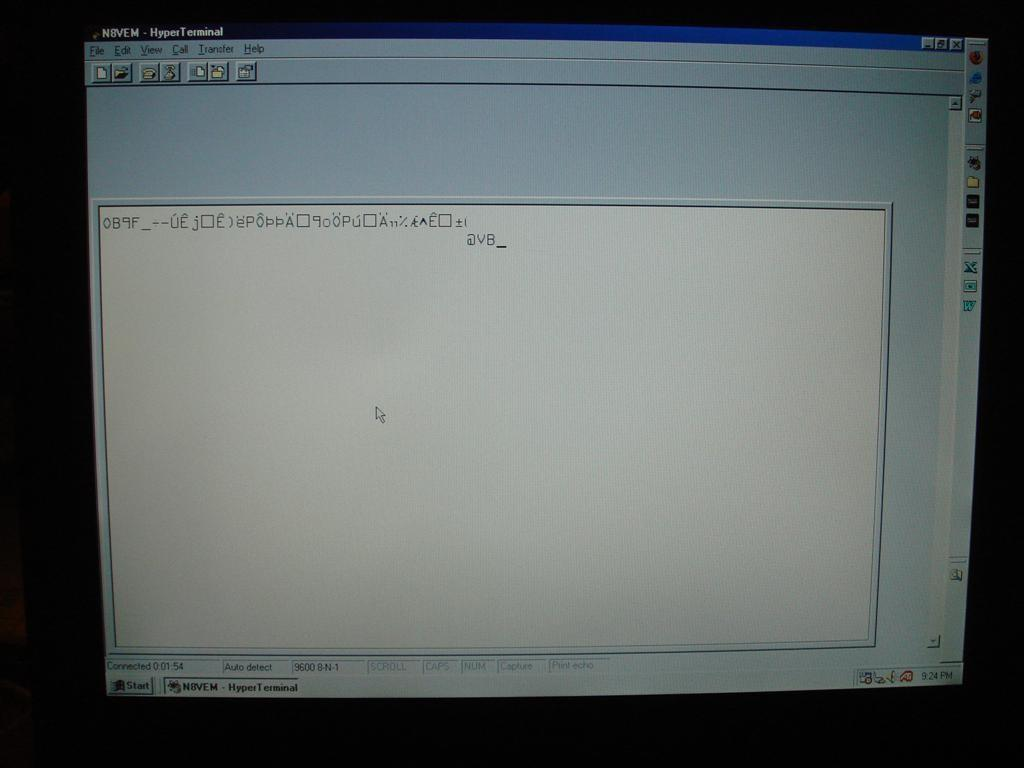 N8VEM - HyperTerminal
File Edit View Call Transfer Help
@VB_
Connected 0:01:54 Auto detect 9600 8-N-1 SCROLL CAPS NUM Capture Print echo
Start N8VEM - HyperTerminal 9:24 PM